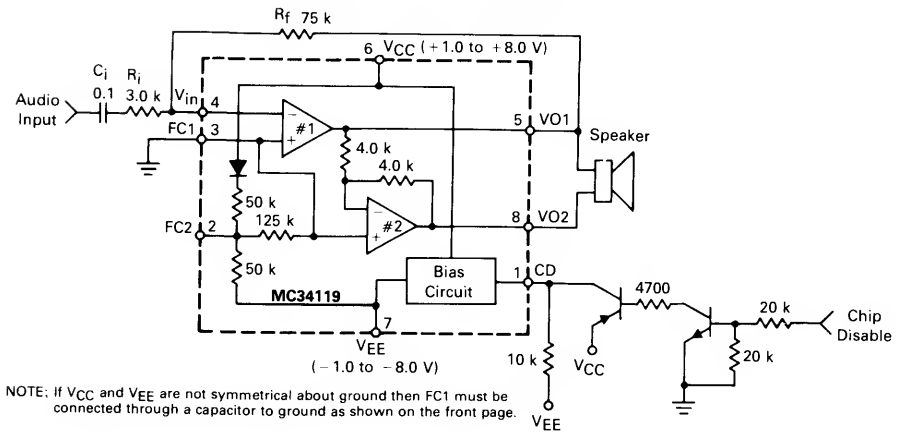 Rf 75 k
6 VCC (+1.0 to +8.0 V)
Ci
0.1
Ri
3.0 k
Audio
Input
Vin
4
FC1
3
#1
5
VO1
Speaker
4.0 k
4.0 k
50 k
125 k
FC2
2
#2
8
VO2
50 k
Bias
Circuit
1
CD
4700
MC34119
7
VEE
(−1.0 to −8.0 V)
10 k
VCC
VEE
20 k
20 k
Chip
Disable
NOTE: If VCC and VEE are not symmetrical about ground then FC1 must be
connected through a capacitor to ground as shown on the front page.